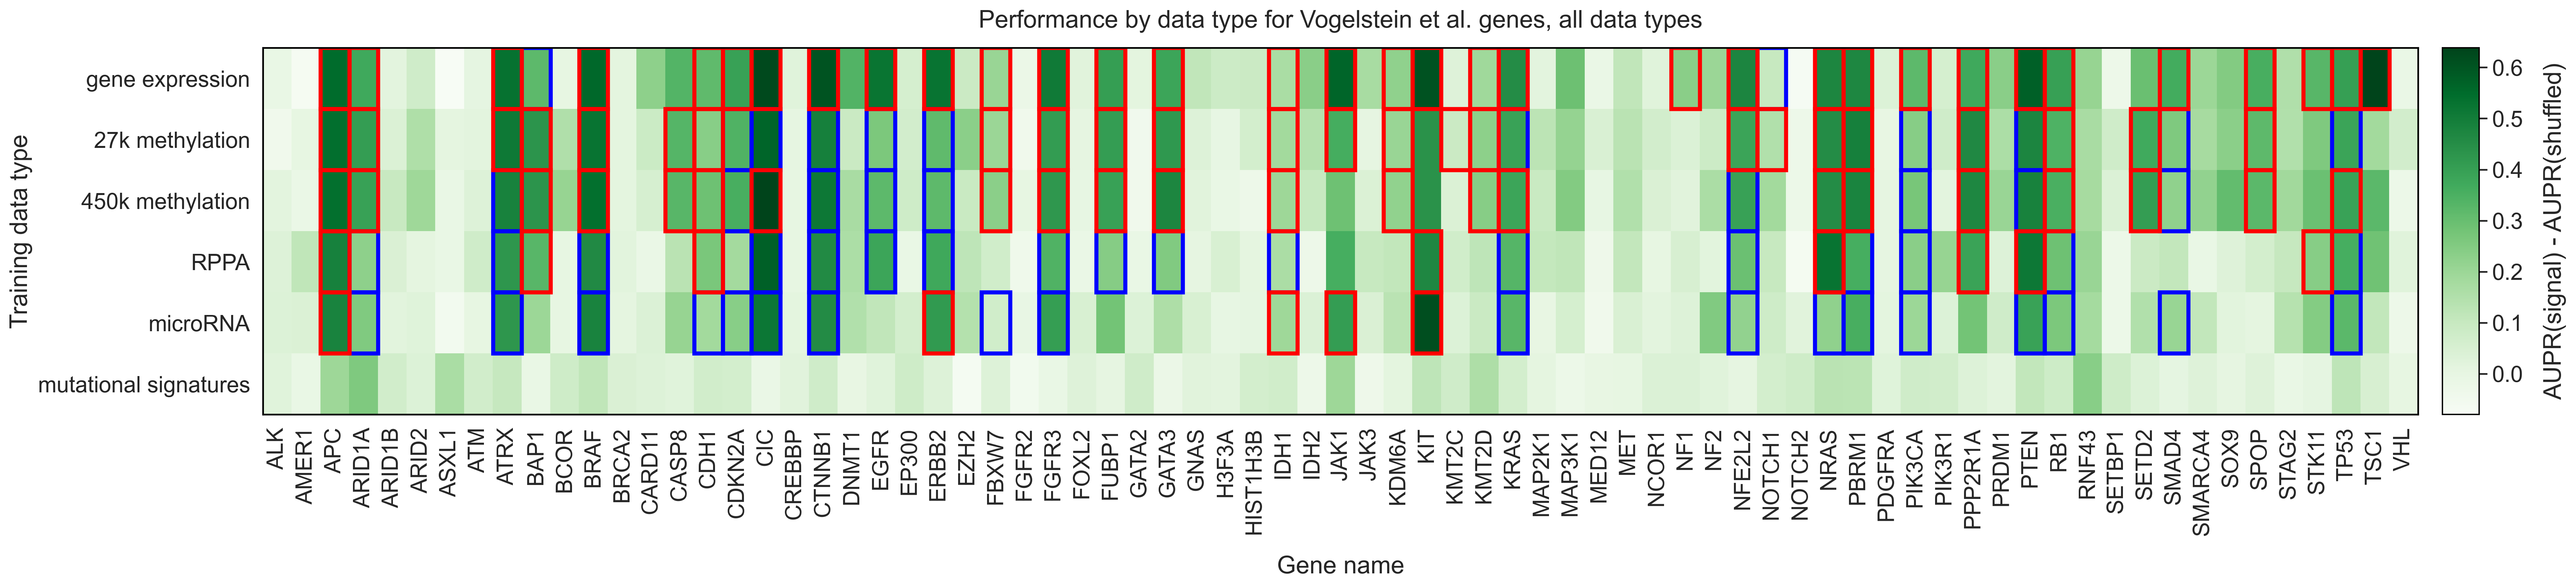 Performance by data type for Vogelstein et al. genes, all data types
Training data type
gene expression
27k methylation
450k methylation
RPPA
microRNA
mutational signatures
ALK
AMER1
APC
ARID1A
ARID1B
ARID2
ASXL1
ATM
ATRX
BAP1
BCOR
BRAF
BRCA2
CARD11
CASP8
CDH1
CDKN2A
CIC
CREBBP
CTNNB1
DNMT1
EGFR
EP300
ERBB2
EZH2
FBXW7
FGFR2
FGFR3
FOXL2
FUBP1
GATA2
GATA3
GNAS
H3F3A
HIST1H3B
IDH1
IDH2
JAK1
JAK3
KDM6A
KIT
KMT2C
KMT2D
KRAS
MAP2K1
MAP3K1
MED12
MET
NCOR1
NF1
NF2
NFE2L2
NOTCH1
NOTCH2
NRAS
PBRM1
PDGFRA
PIK3CA
PIK3R1
PPP2R1A
PRDM1
PTEN
RB1
RNF43
SETBP1
SETD2
SMAD4
SMARCA4
SOX9
SPOP
STAG2
STK11
TP53
TSC1
VHL
Gene name
0.6
0.5
0.4
0.3
0.2
0.1
0.0
AUPR(signal) - AUPR(shuffled)